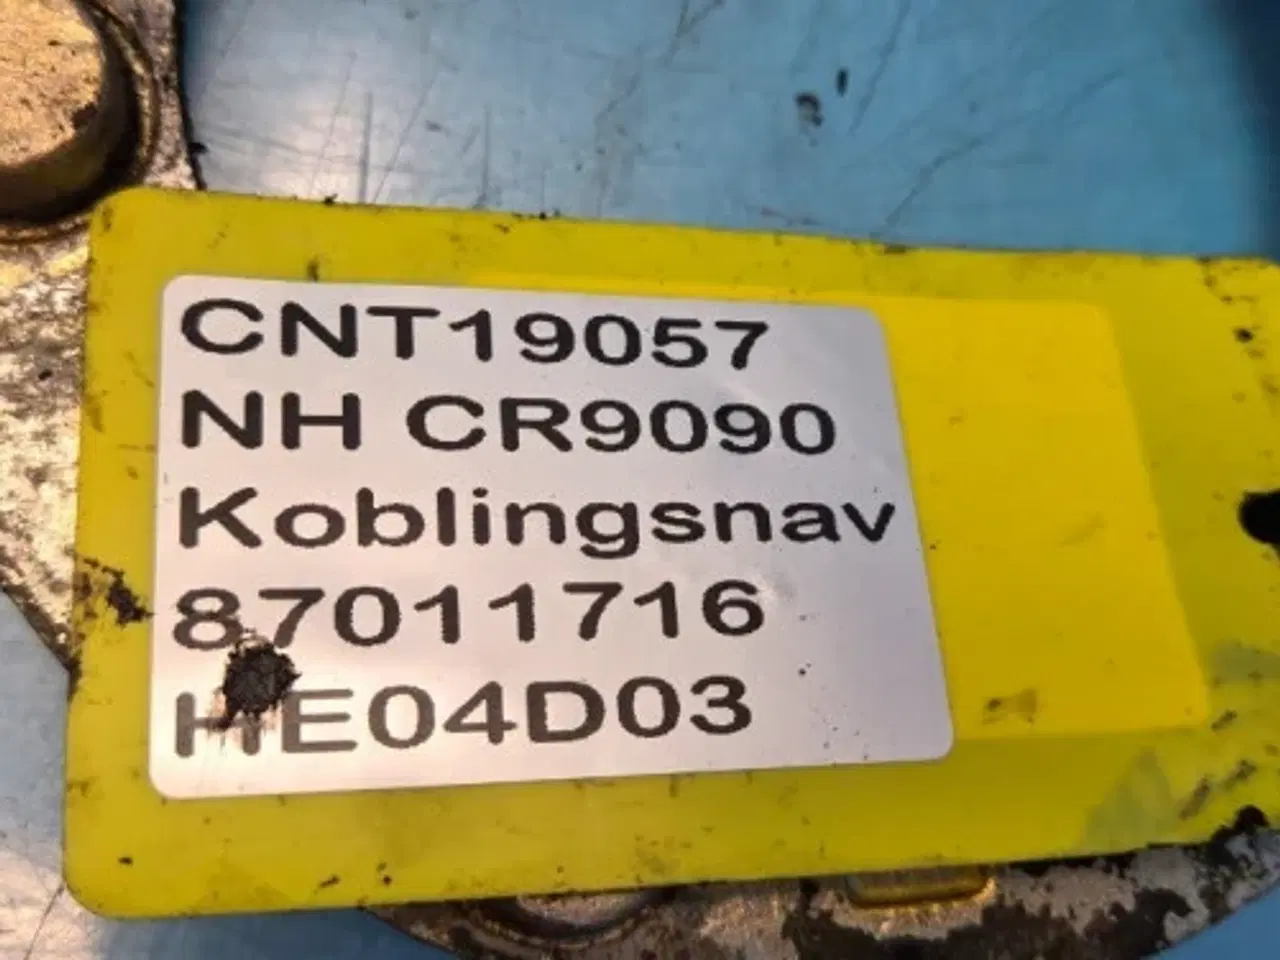 CNT19057
NH CR9090
Koblingsnav
87011716
HE04D03